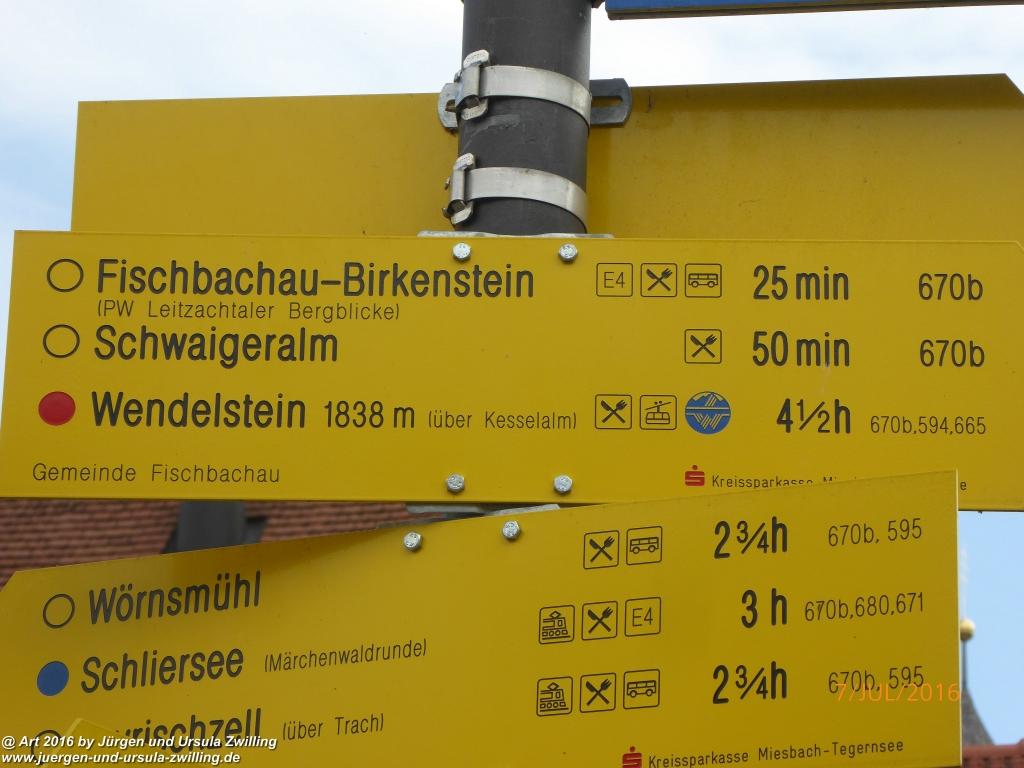 Fischbachau-Birkenstein E4 25 min 670b
(PW Leitzachtaler Bergblicke)
Schwaigeralm 50 min 670b
Wendelstein 1838 m (über Kesselalm) 4½h 670b,594,665
Gemeinde Fischbachau Kreissparkasse
Wörnsmühl 2¾h 670b, 595
Schliersee (Märchenwaldrunde) E4 3 h 670b,680,671
(über Trach) 2¾h 670b, 595
7/JUL/2016
Kreissparkasse Miesbach-Tegernsee
@ Art 2016 by Jürgen und Ursula Zwilling
www.juergen-und-ursula-zwilling.de